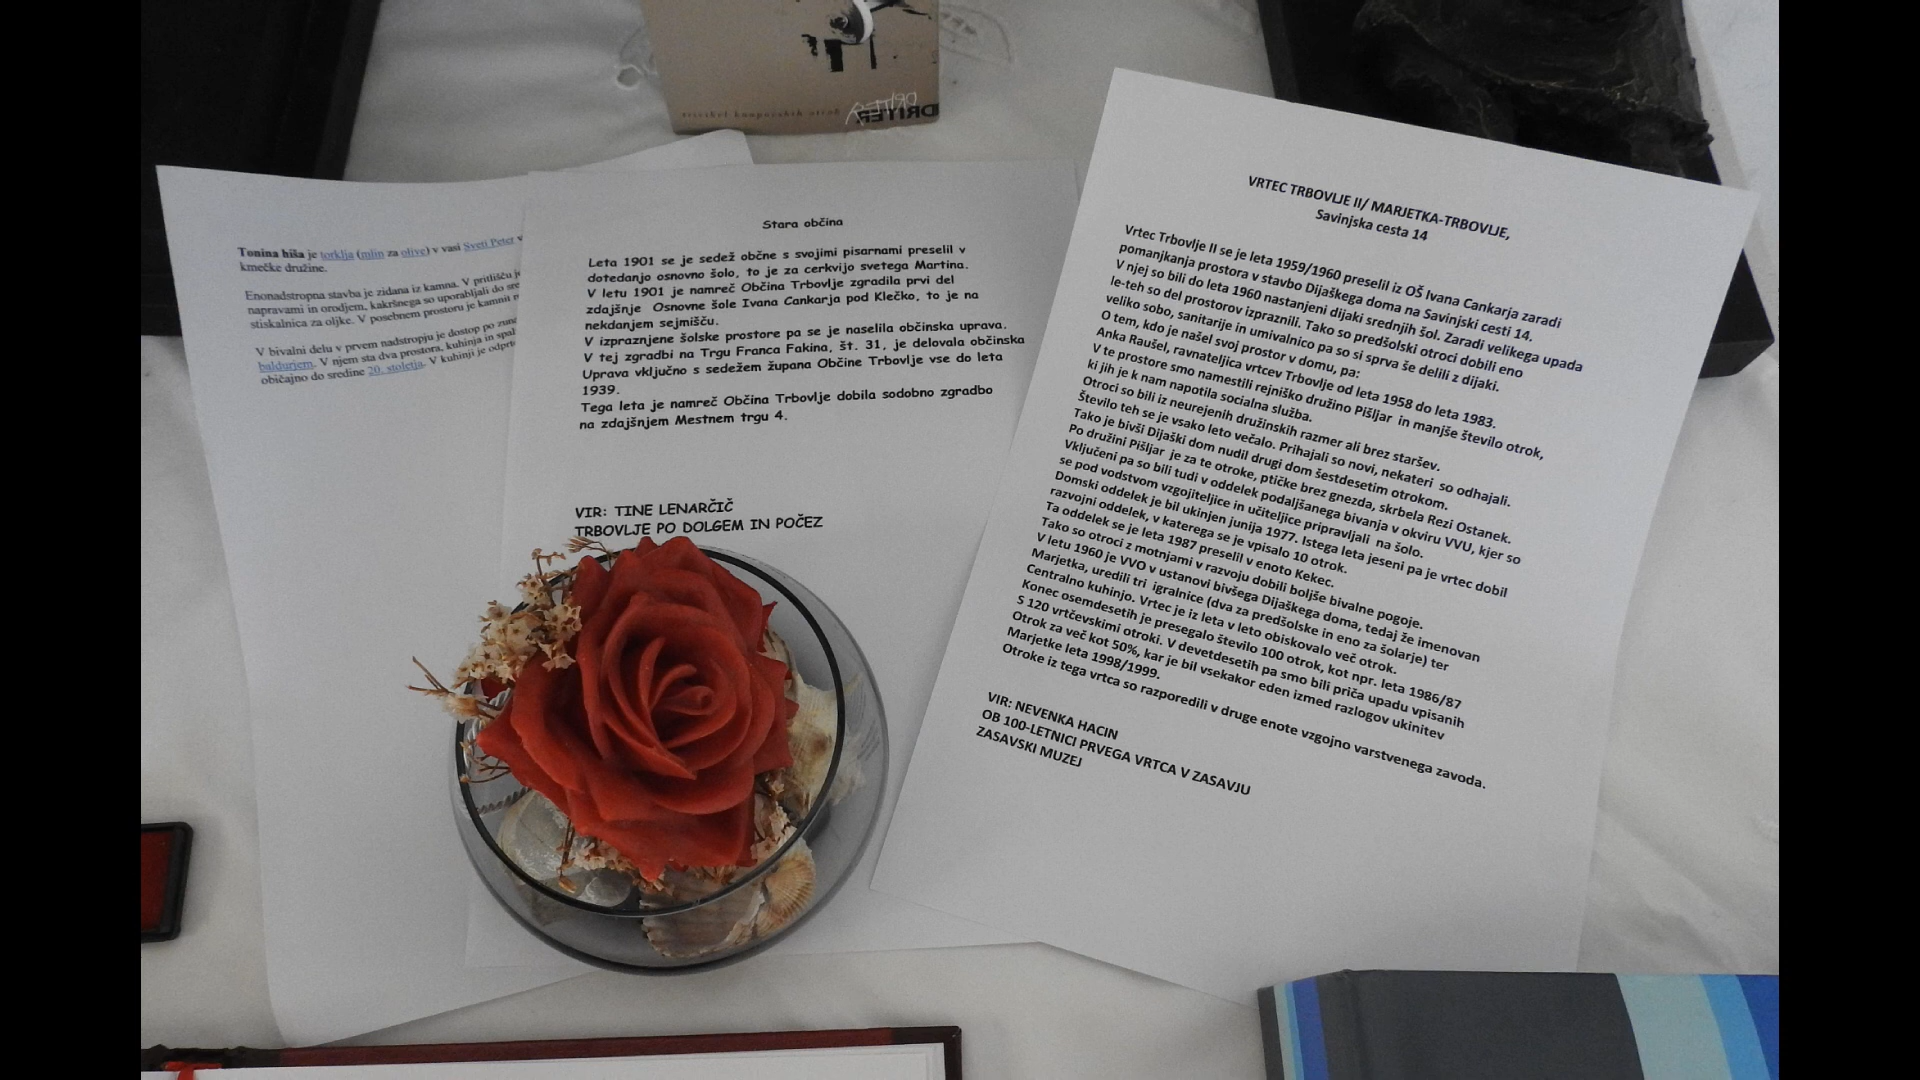 triviket knaparskih otrok
DRITER
Tonina hiša je torklja (mlin za olive) v vasi Sveti Peter v
kmečke družine.
Enonadstropna stavba je zidana iz kamna. V pritličju je
napravami in orodjem, kakršnega so uporabljali do sre
stiskalnica za oljke. V posebnem prostoru je kamnit
V bivalni delu v prvem nadstropju je dostop po zuna
baldurjem. V njem sta dva prostora, kuhinja in spal
običajno do sredine 20. stoletja. V kuhinji je odprt
Stara občina
Leta 1901 se je sedež občne s svojimi pisarnami preselil v
dotedanjo osnovno šolo, to je za cerkvijo svetega Martina.
V letu 1901 je namreč Občina Trbovlje zgradila prvi del
zdajšnje Osnovne šole Ivana Cankarja pod Klečko, to je na
nekdanjem sejmišču.
V izpraznjene šolske prostore pa se je naselila občinska uprava.
V tej zgradbi na Trgu Franca Fakina, št. 31, je delovala občinska
Uprava vključno s sedežem župana Občine Trbovlje vse do leta
1939.
Tega leta je namreč Občina Trbovlje dobila sodobno zgradbo
na zdajšnjem Mestnem trgu 4.
VIR: TINE LENARČIČ
TRBOVLJE PO DOLGEM IN POČEZ
VRTEC TRBOVLJE II/ MARJETKA-TRBOVLJE,
Savinjska cesta 14
Vrtec Trbovlje II se je leta 1959/1960 preselil iz OŠ Ivana Cankarja zaradi
pomanjkanja prostora v stavbo Dijaškega doma na Savinjski cesti 14.
V njej so bili do leta 1960 nastanjeni dijaki srednjih šol. Zaradi velikega upada
le-teh so del prostorov izpraznili. Tako so predšolski otroci dobili eno
veliko sobo, sanitarije in umivalnico pa so si sprva še delili z dijaki.
O tem, kdo je našel svoj prostor v domu, pa:
Anka Raušel, ravnateljica vrtcev Trbovlje od leta 1958 do leta 1983.
V te prostore smo namestili rejniško družino Pišljar in manjše število otrok,
ki jih je k nam napotila socialna služba.
Otroci so bili iz neurejenih družinskih razmer ali brez staršev.
Število teh se je vsako leto večalo. Prihajali so novi, nekateri so odhajali.
Tako je bivši Dijaški dom nudil drugi dom šestdesetim otrokom.
Po družini Pišljar je za te otroke, ptičke brez gnezda, skrbela Rezi Ostanek.
Vključeni pa so bili tudi v oddelek podaljšanega bivanja v okviru VVU, kjer so
se pod vodstvom vzgojiteljice in učiteljice pripravljali na šolo.
Domski oddelek je bil ukinjen junija 1977. Istega leta jeseni pa je vrtec dobil
razvojni oddelek, v katerega se je vpisalo 10 otrok.
Ta oddelek se je leta 1987 preselil v enoto Kekec.
Tako so otroci z motnjami v razvoju dobili boljše bivalne pogoje.
V letu 1960 je VVO v ustanovi bivšega Dijaškega doma, tedaj že imenovan
Marjetka, uredili tri igralnice (dva za predšolske in eno za šolarje) ter
Centralno kuhinjo. Vrtec je iz leta v leto obiskovalo več otrok.
Konec osemdesetih je presegalo število 100 otrok, kot npr. leta 1986/87
S 120 vrtčevskimi otroki. V devetdesetih pa smo bili priča upadu vpisanih
Otrok za več kot 50%, kar je bil vsekakor eden izmed razlogov ukinitev
Marjetke leta 1998/1999.
Otroke iz tega vrtca so razporedili v druge enote vzgojno varstvenega zavoda.
VIR: NEVENKA HACIN
OB 100-LETNICI PRVEGA VRTCA V ZASAVJU
ZASAVSKI MUZEJ